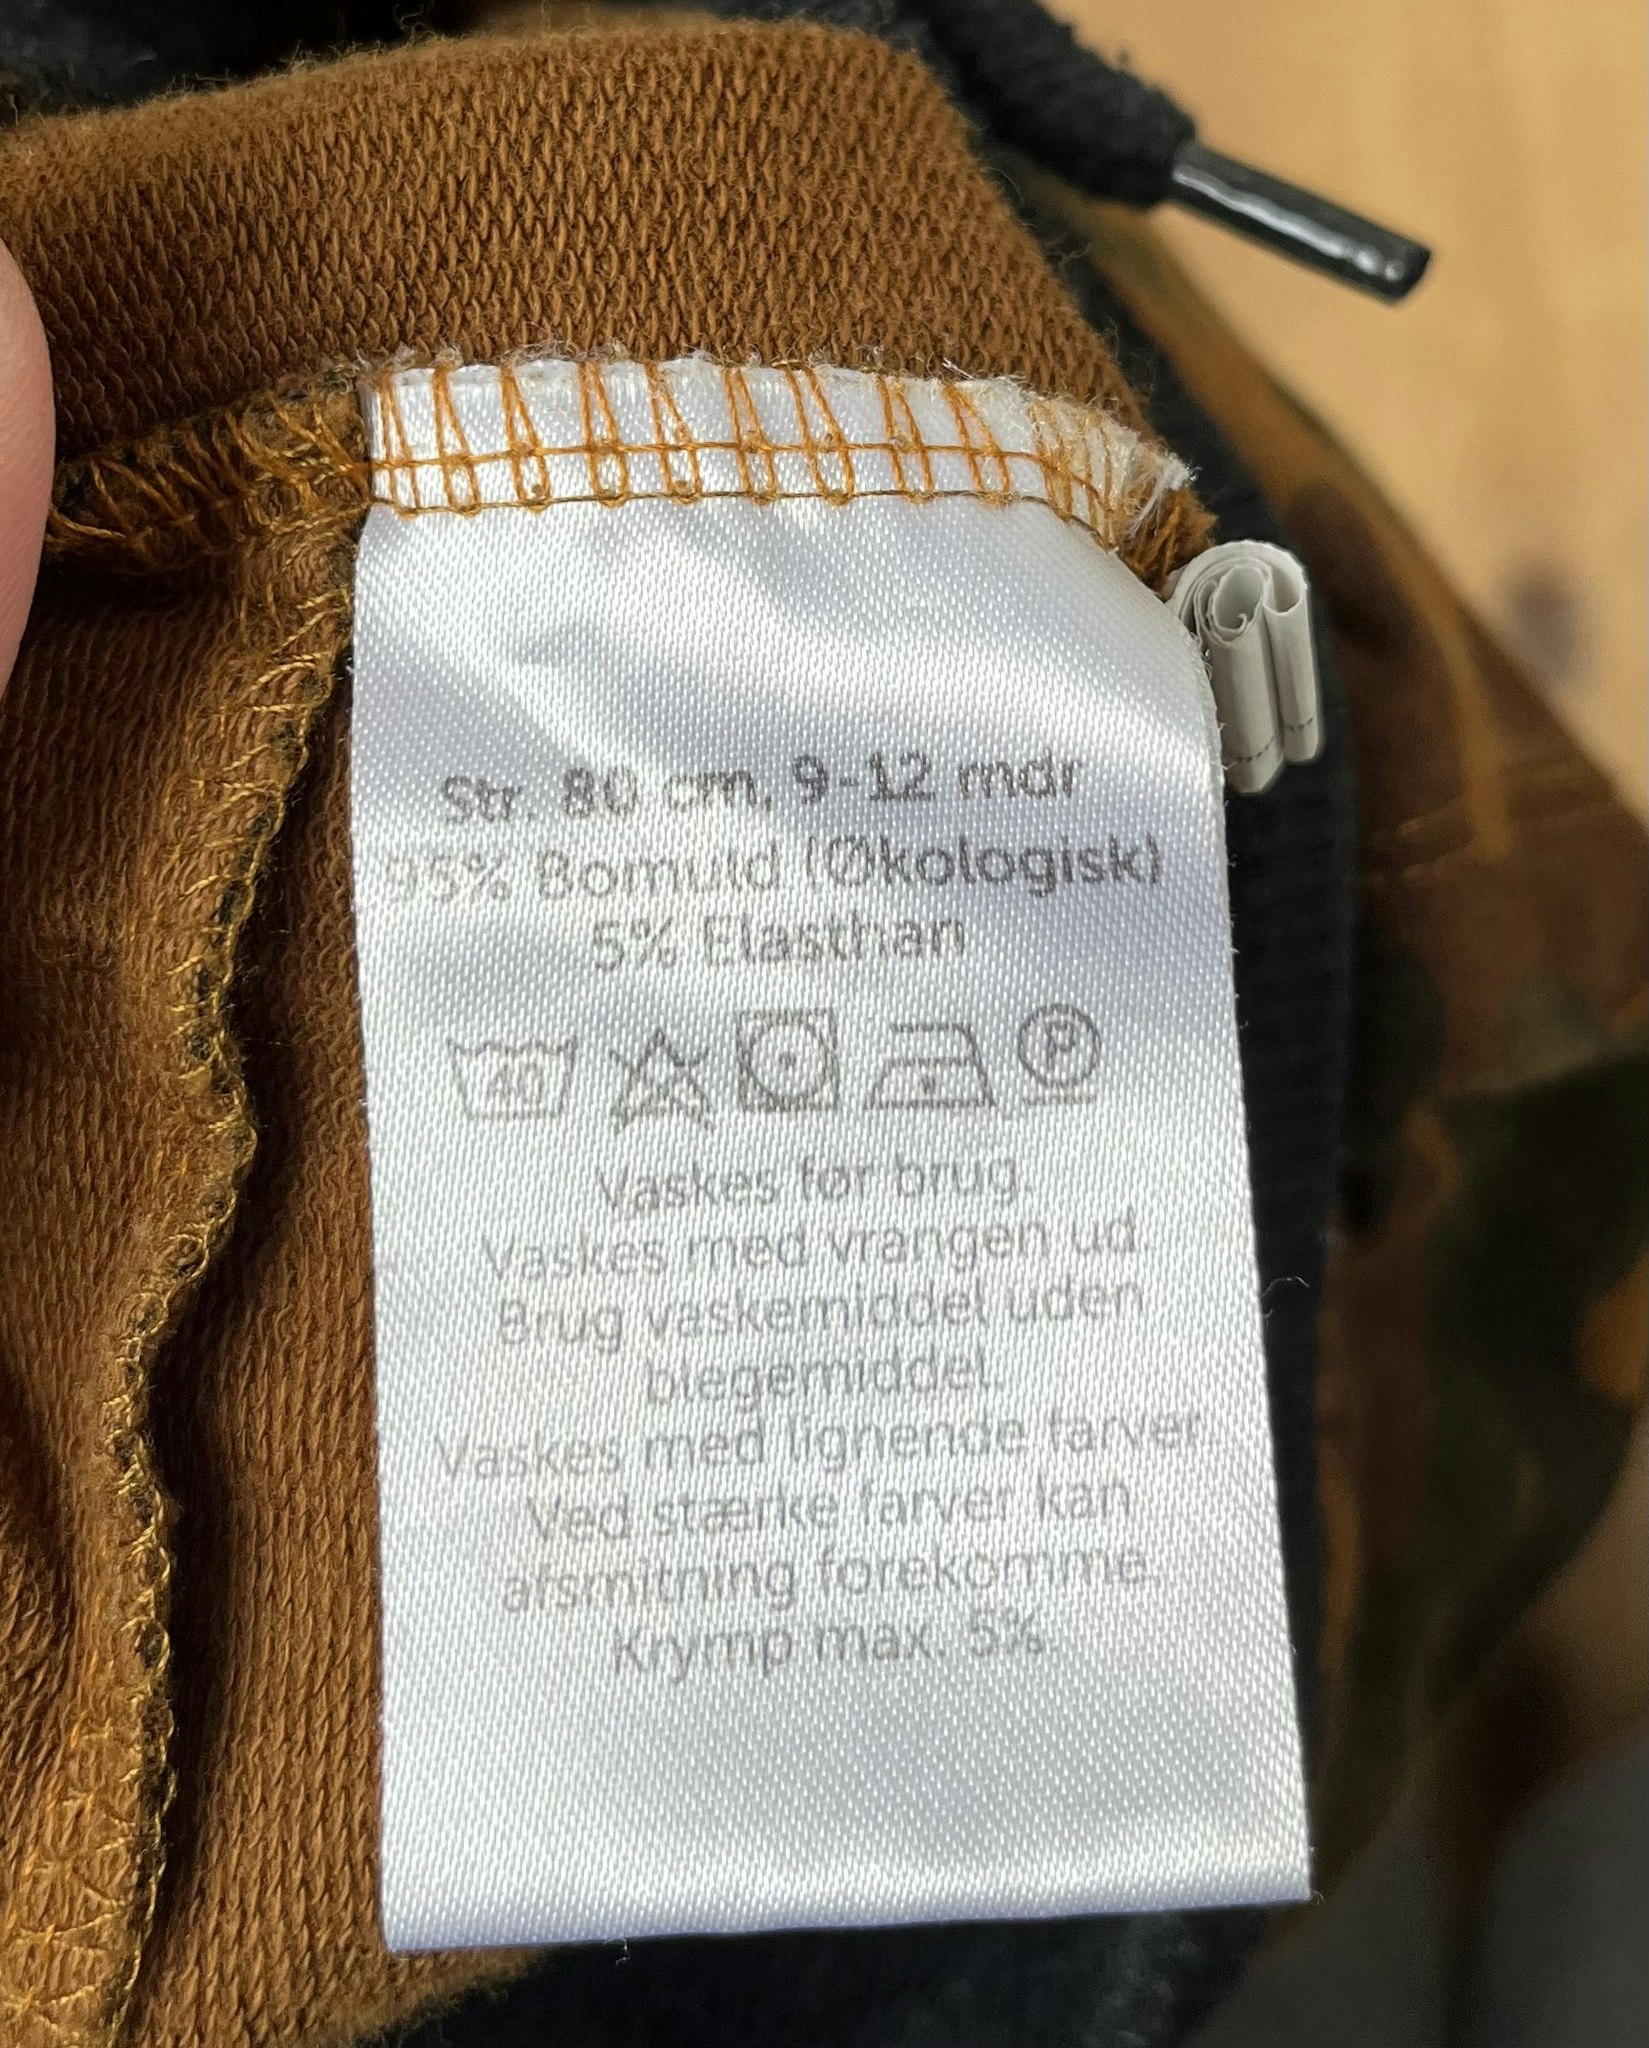 Str. 80 cm, 9-12 mdr
95% Bomuld (Økologisk)
5% Elasthan
40 P
Vaskes før brug.
Vaskes med vrangen ud
Brug vaskemiddel uden
blegemiddel.
Vaskes med lignende farver.
Ved stærke farver kan
afsmitning forekomme
Krymp max. 5%.